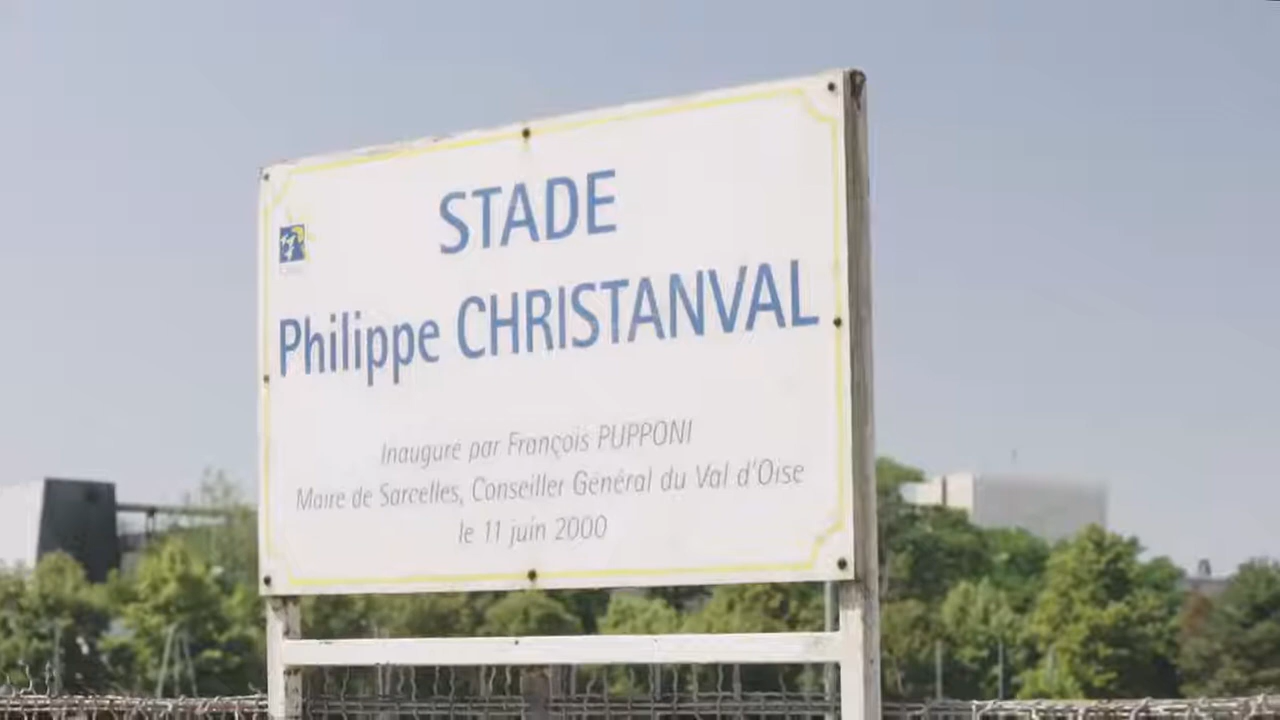 STADE
Philippe CHRISTANVAL
Inauguré par François PUPPONI
Maire de Sarcelles, Conseiller Général du Val d'Oise
le 11 juin 2000